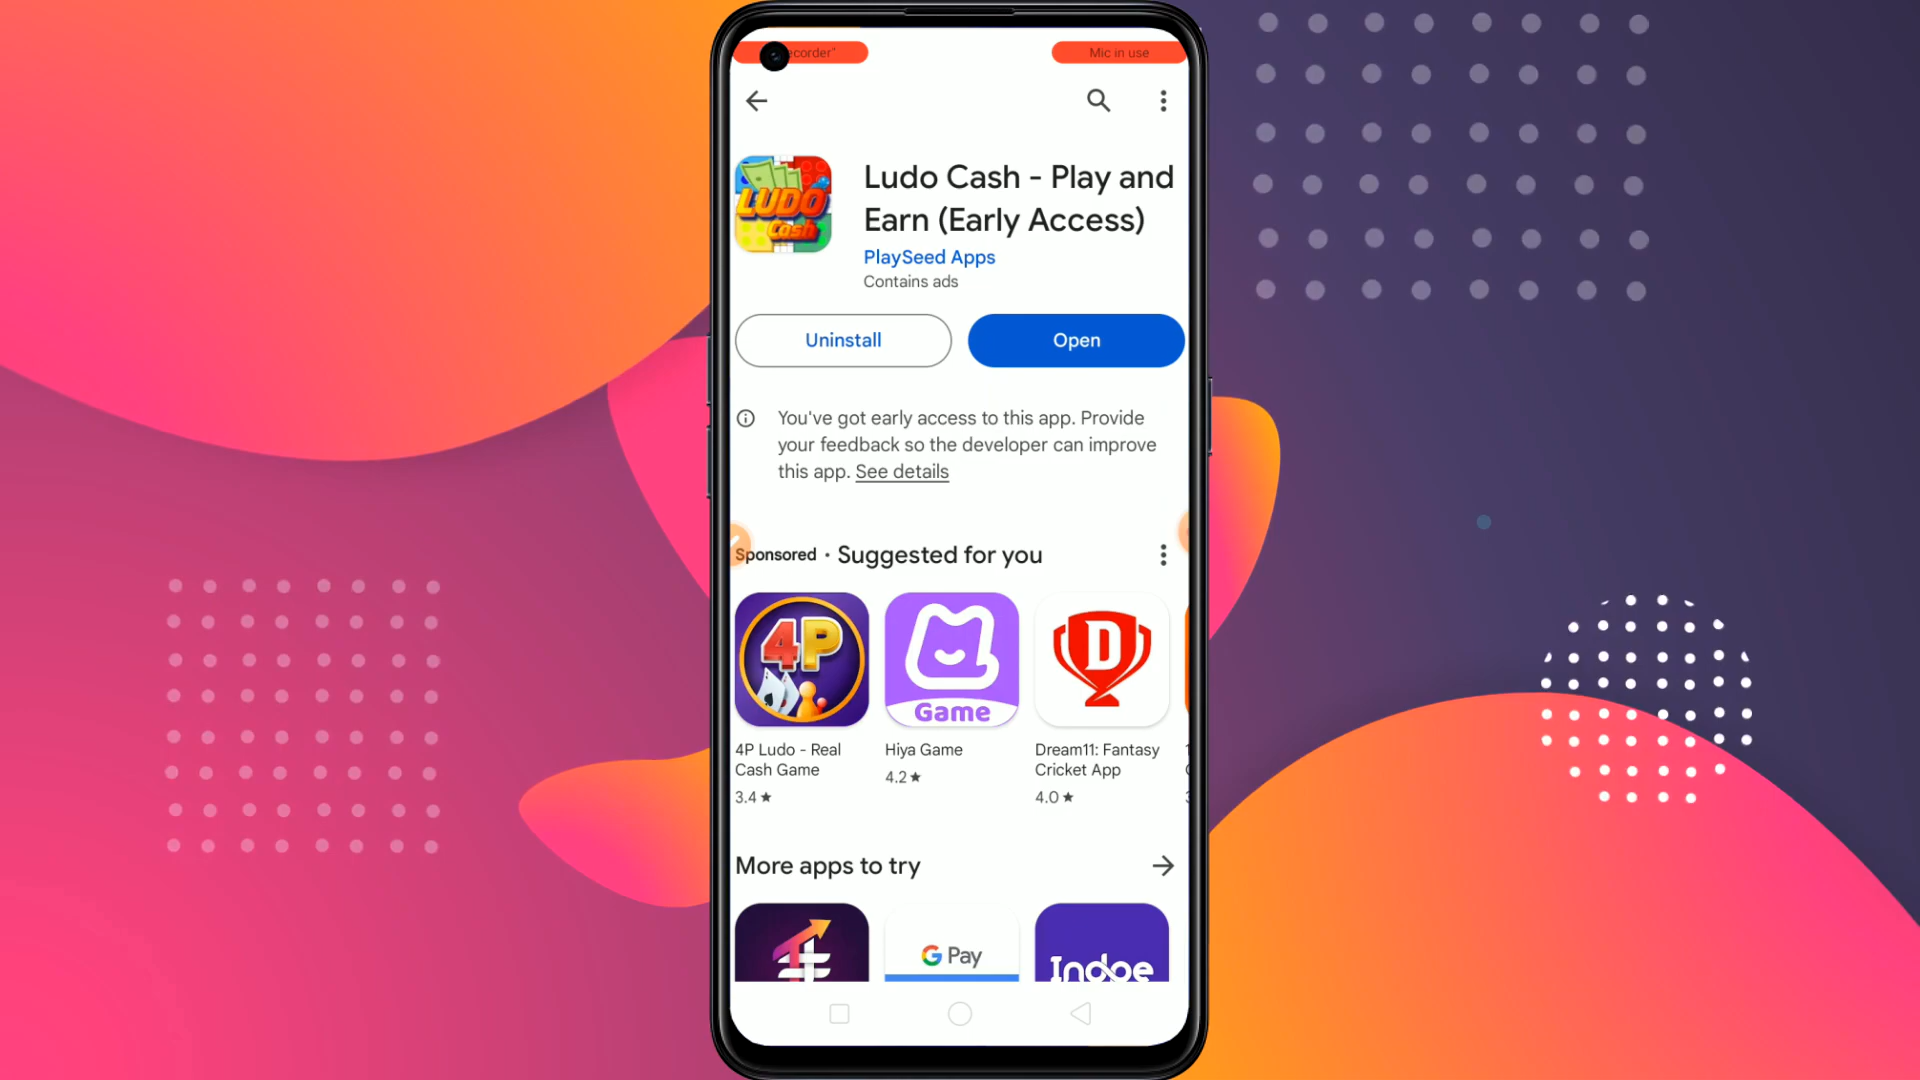 ecorder"
Mic in use
LUDO
Cash
Ludo Cash - Play and
Earn (Early Access)
PlaySeed Apps
Contains ads
Uninstall
Open
You've got early access to this app. Provide
your feedback so the developer can improve
this app. See details
Sponsored · Suggested for you
4P
Game
D
4P Ludo - Real
Cash Game
3.4 ★
Hiya Game
4.2 ★
Dream11: Fantasy
Cricket App
4.0 ★
More apps to try
G Pay
Indoe